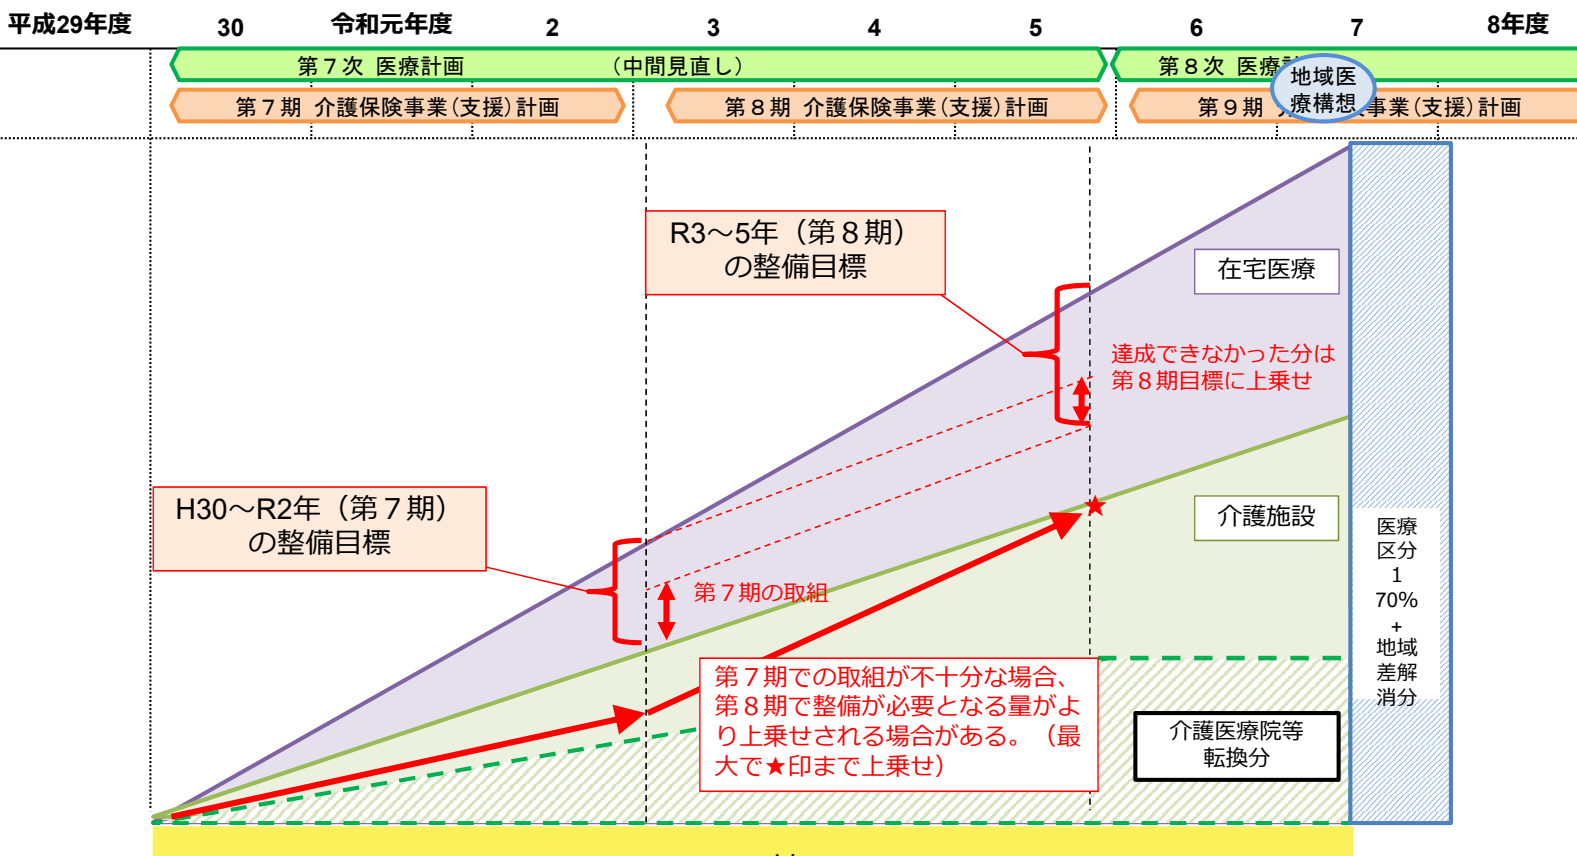 平成29年度 30 令和元年度 2 3 4 5 6 7 8年度
第７次 医療計画 （中間見直し）
第８次 医療
地域医
療構想
第７期 介護保険事業(支援)計画
第８期 介護保険事業(支援)計画
第９期 事業(支援)計画
R3～5年（第８期）
の整備目標
在宅医療
達成できなかった分は
第８期目標に上乗せ
H30～R2年（第７期）
の整備目標
介護施設
第７期の取組
医療
区分
1
70%
+
地域
差解
消分
第７期での取組が不十分な場合、
第８期で整備が必要となる量がよ
り上乗せされる場合がある。（最
大で★印まで上乗せ）
介護医療院等
転換分